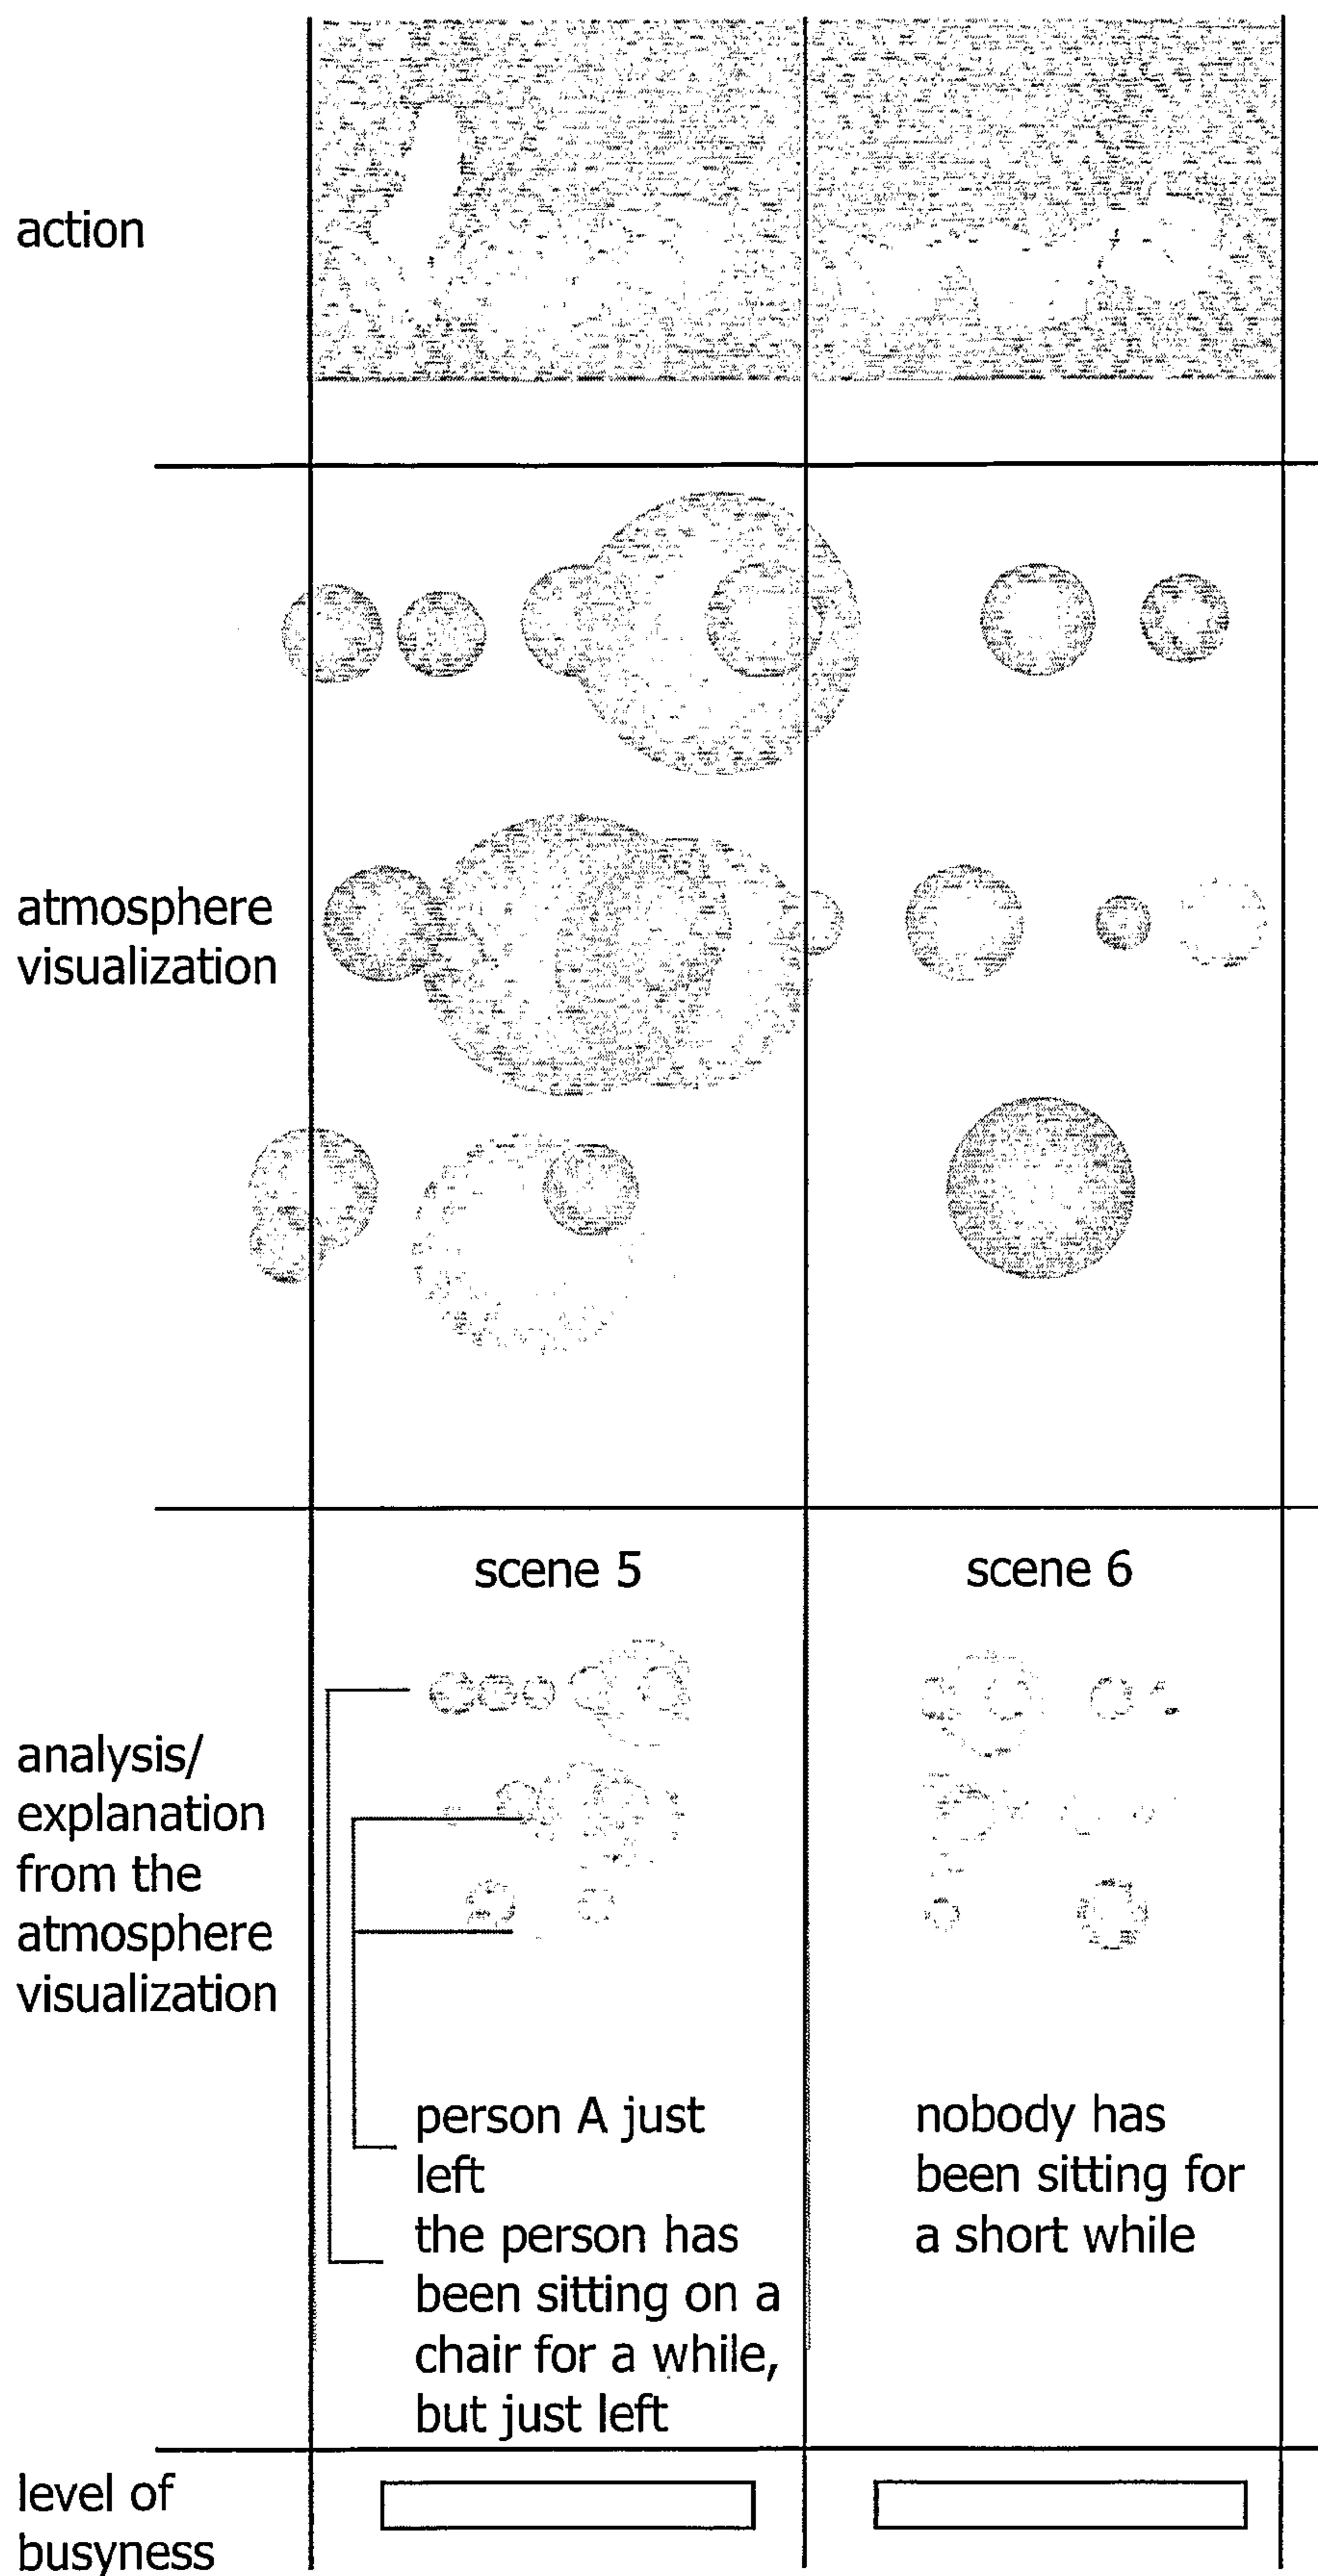 action
atmosphere
visualization
scene 5
scene 6
analysis/
explanation
from the
atmosphere
visualization
person A just
left
the person has
been sitting on a
chair for a while,
but just left
nobody has
been sitting for
a short while
level of
busyness